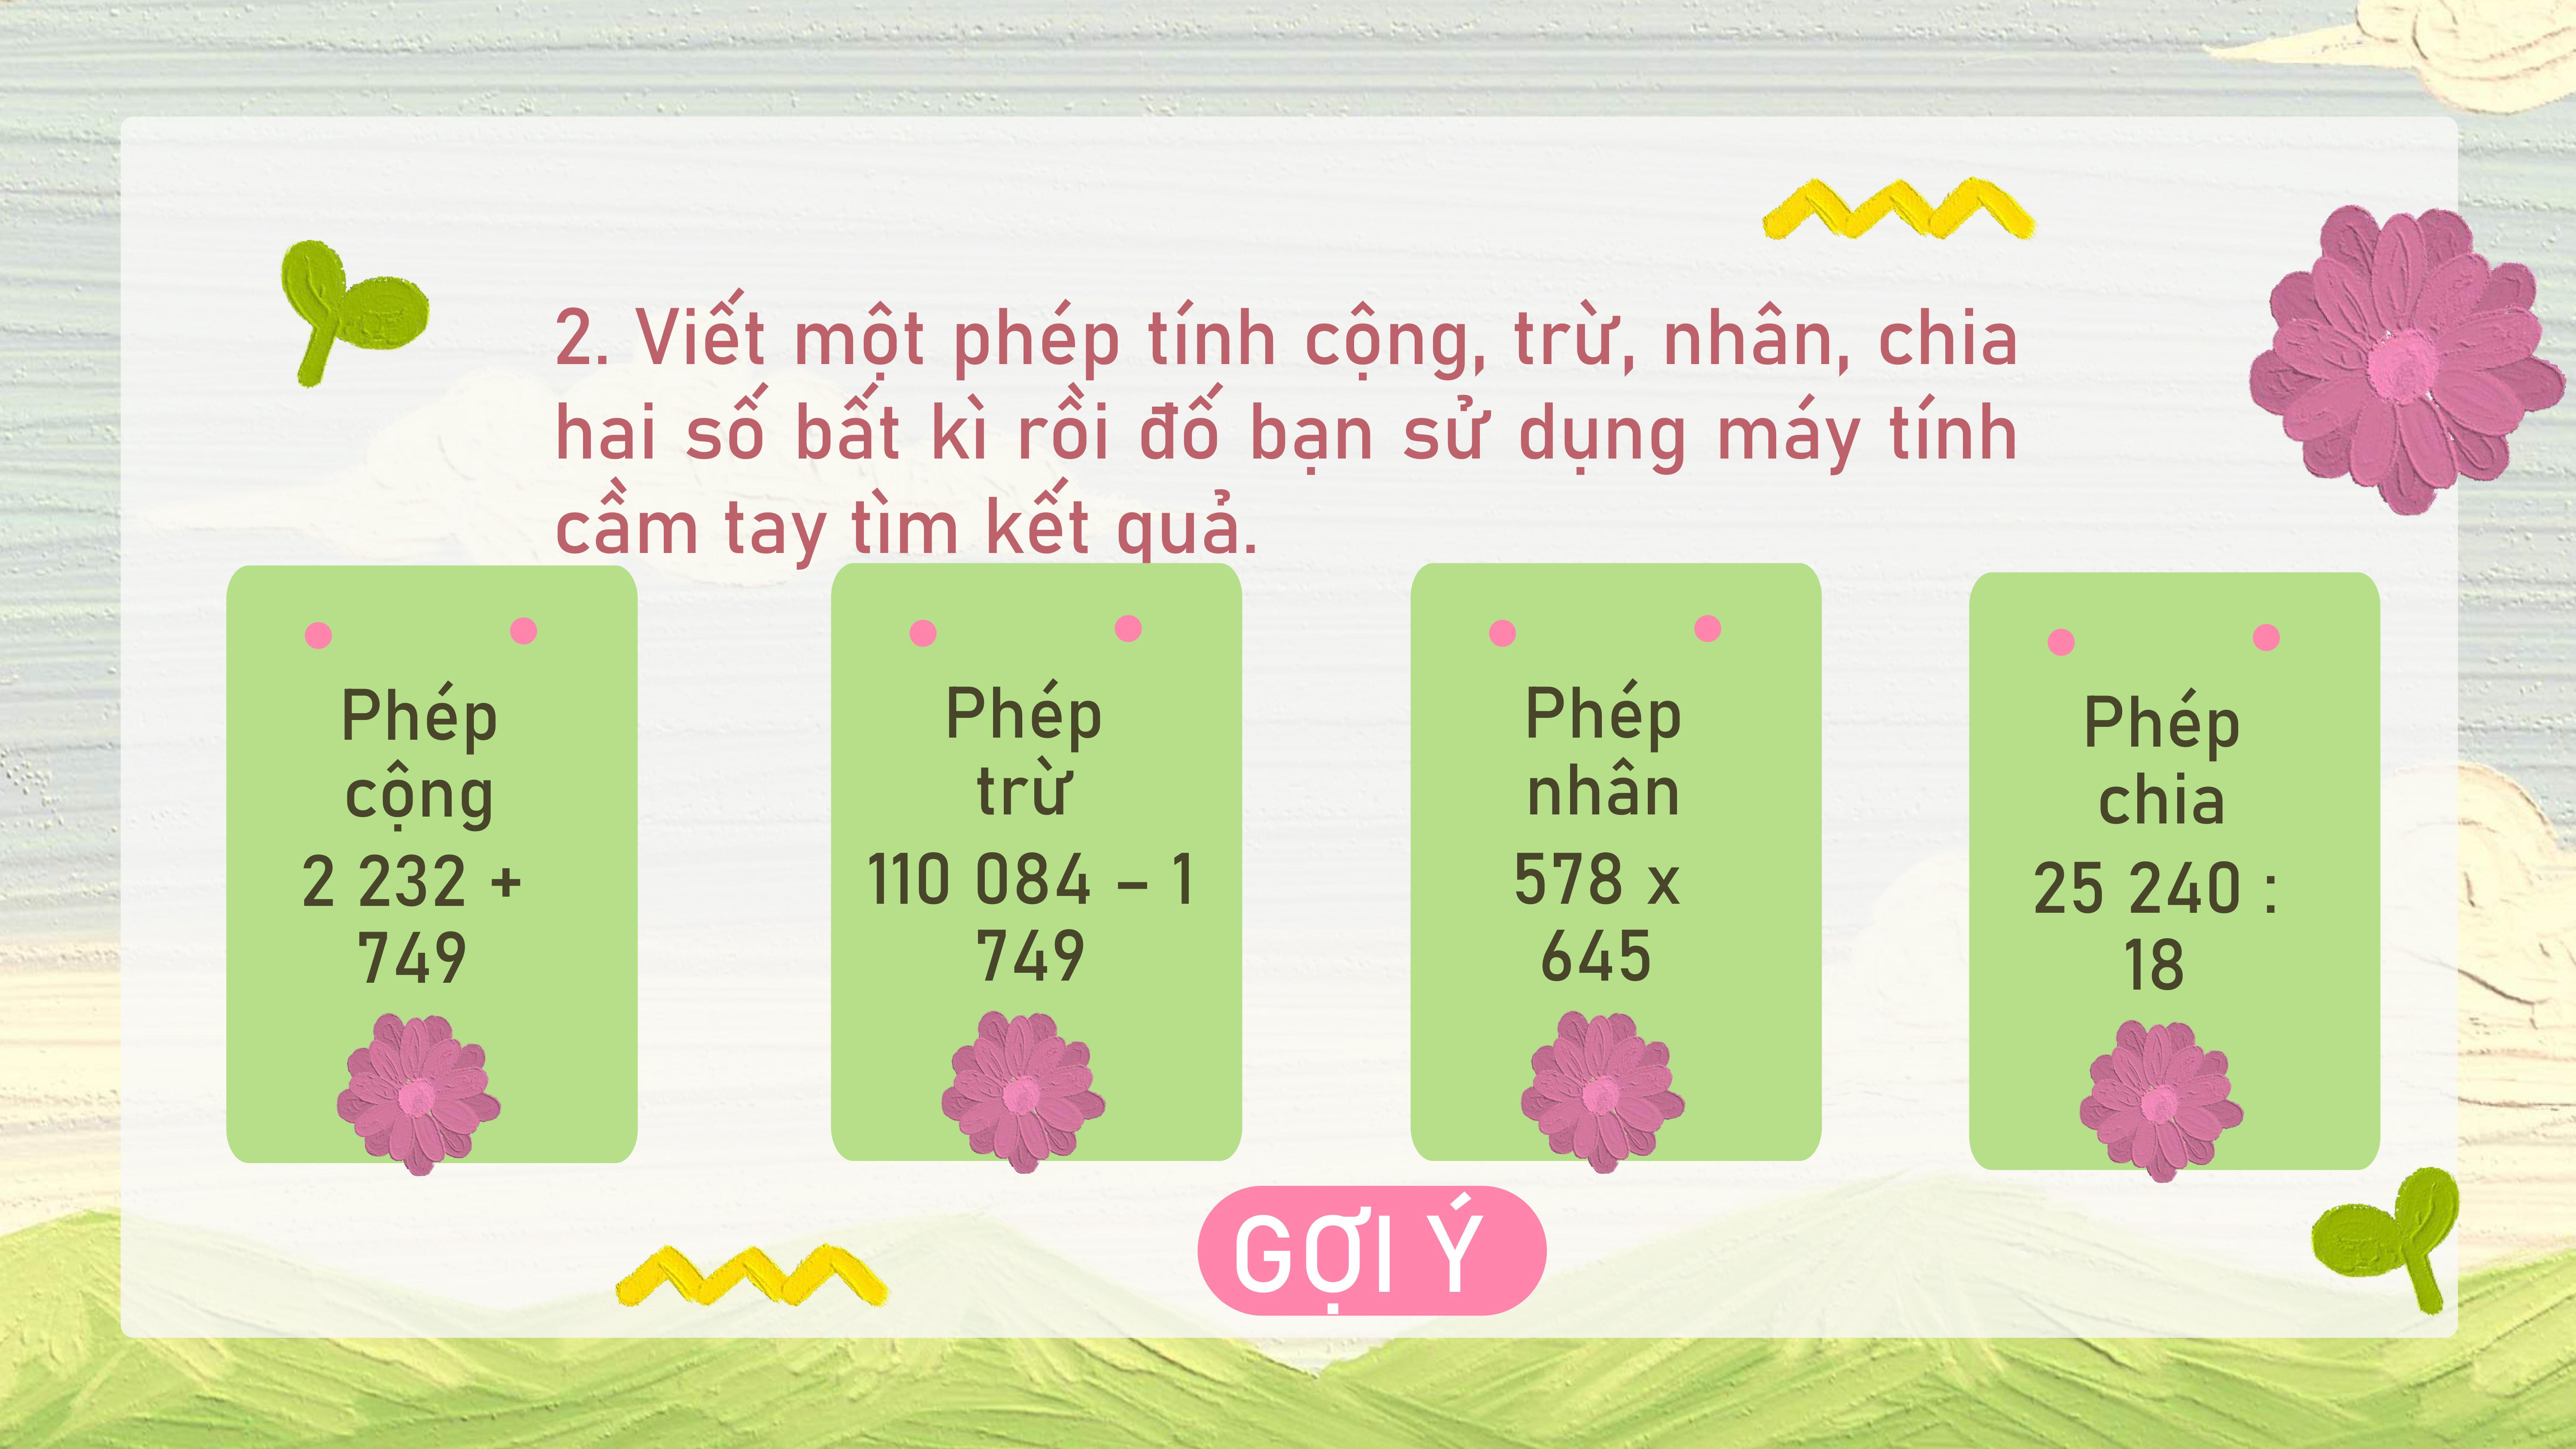 2. Viết một phép tính cộng, trừ, nhân, chia
hai số bất kì rồi đố bạn sử dụng máy tính
cầm tay tìm kết quả.
Phép
cộng
2 232 +
749
Phép
trừ
110 084 – 1
749
Phép
nhân
578 x
645
Phép
chia
25 240 :
18
GỢI Ý